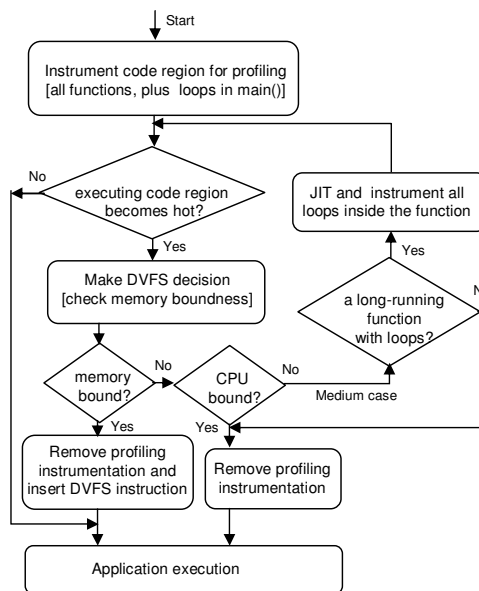 Start
Instrument code region for profiling
[all functions, plus loops in main()]
No
executing code region
becomes hot?
Yes
JIT and instrument all
loops inside the function
Yes
Make DVFS decision
[check memory boundness]
a long-running
function
with loops?
N
memory
bound?
No
CPU
bound?
No
Medium case
Yes
Yes
Remove profiling
instrumentation and
insert DVFS instruction
Remove profiling
instrumentation
Application execution